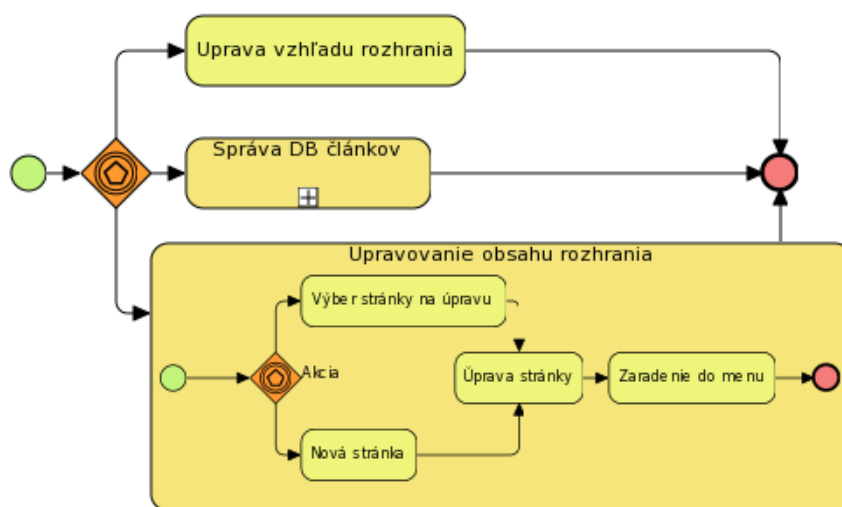 Uprava vzhľadu rozhrania
Správa DB článkov
Upravovanie obsahu rozhrania
Výber stránky na úpravu
Akcia
Úprava stránky
Zaradenie do menu
Nová stránka